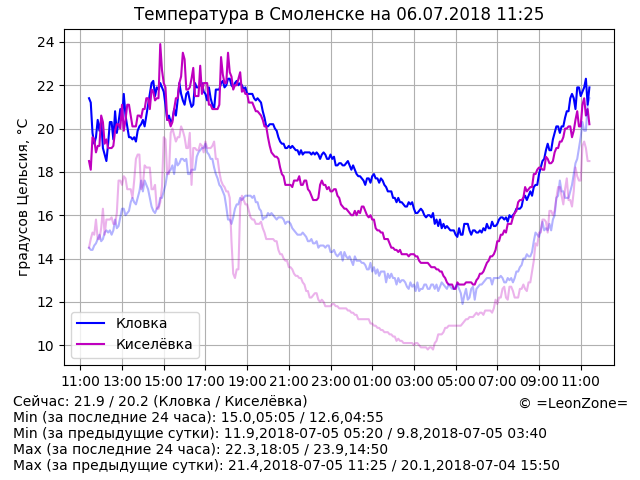 Температура в Смоленске на 06.07.2018 11:25
градусов Цельсия, °C
24
22
20
18
16
14
12
10
Кловка
Киселёвка
11:00 13:00 15:00 17:00 19:00 21:00 23:00 01:00 03:00 05:00 07:00 09:00 11:00
Сейчас: 21.9 / 20.2 (Кловка / Киселёвка)
© =LeonZone=
Min (за последние 24 часа): 15.0,05:05 / 12.6,04:55
Min (за предыдущие сутки): 11.9,2018-07-05 05:20 / 9.8,2018-07-05 03:40
Max (за последние 24 часа): 22.3,18:05 / 23.9,14:50
Max (за предыдущие сутки): 21.4,2018-07-05 11:25 / 20.1,2018-07-04 15:50